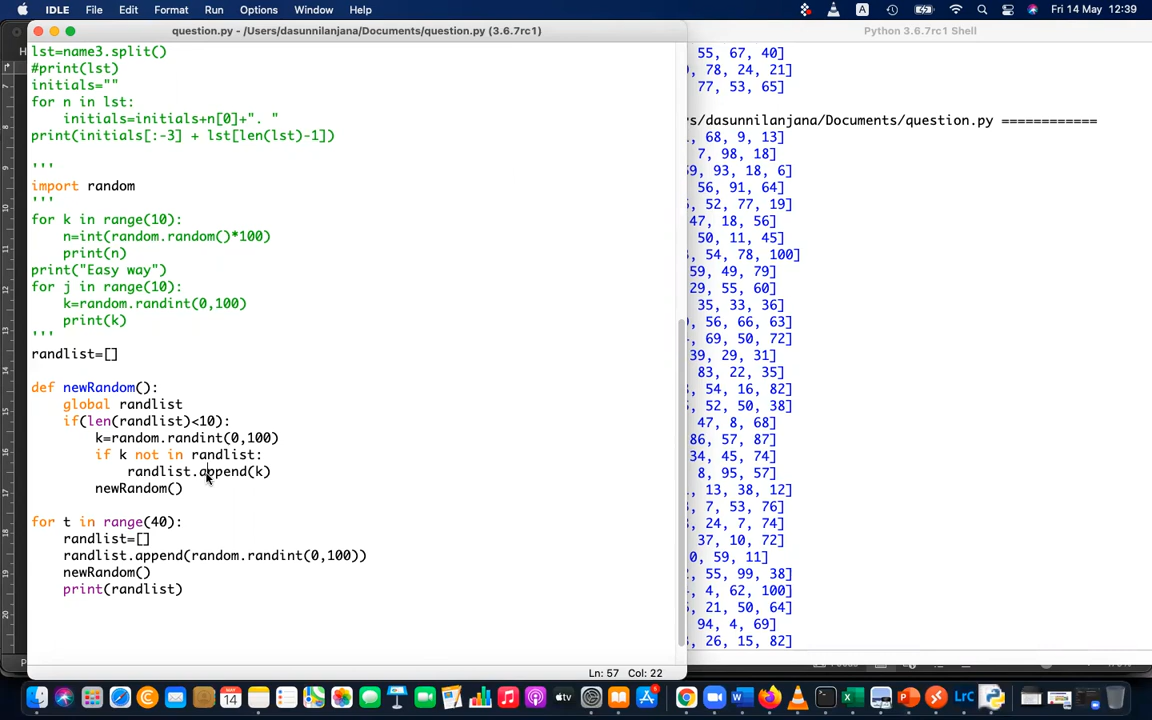 IDLE File Edit Format Run Options Window Help A Fri 14 May 12:39
question.py - /Users/dasunnilanjana/Documents/question.py (3.6.7rc1)
lst=name3.split()
#print(lst)
initials=""
for n in lst:
initials=initials+n[0]+". "
print(initials[:-3] + lst[len(lst)-1])
'''
import random
'''
for k in range(10):
n=int(random.random()*100)
print(n)
print("Easy way")
for j in range(10):
k=random.randint(0,100)
print(k)
'''
randlist=[]
def newRandom():
global randlist
if(len(randlist)<10):
k=random.randint(0,100)
if k not in randlist:
randlist.append(k)
newRandom()
for t in range(40):
randlist=[]
randlist.append(random.randint(0,100))
newRandom()
print(randlist)
Ln: 57 Col: 22
Python 3.6.7rc1 Shell
55, 67, 40]
, 78, 24, 21]
77, 53, 65]
s/dasunnilanjana/Documents/question.py ============
, 68, 9, 13]
7, 98, 18]
9, 93, 18, 6]
56, 91, 64]
, 52, 77, 19]
47, 18, 56]
50, 11, 45]
, 54, 78, 100]
59, 49, 79]
29, 55, 60]
35, 33, 36]
, 56, 66, 63]
, 69, 50, 72]
39, 29, 31]
83, 22, 35]
, 54, 16, 82]
, 52, 50, 38]
47, 8, 68]
86, 57, 87]
34, 45, 74]
8, 95, 57]
, 13, 38, 12]
, 7, 53, 76]
, 24, 7, 74]
37, 10, 72]
0, 59, 11]
, 55, 99, 38]
, 4, 62, 100]
, 21, 50, 64]
94, 4, 69]
, 26, 15, 82]